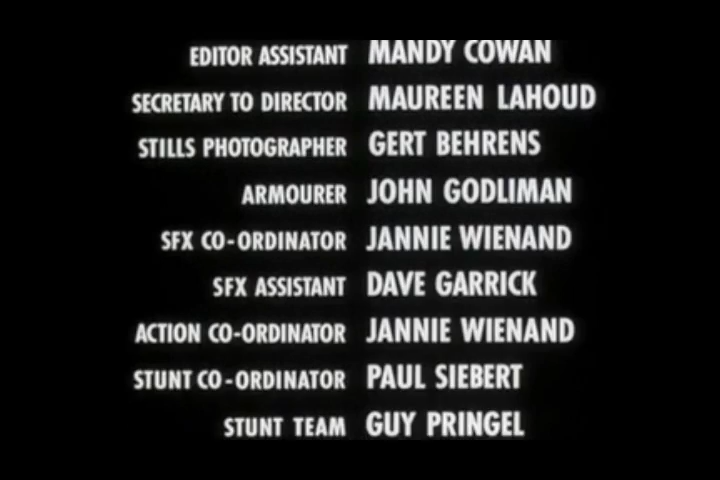 EDITOR ASSISTANT MANDY COWAN
SECRETARY TO DIRECTOR MAUREEN LAHOUD
STILLS PHOTOGRAPHER GERT BEHRENS
ARMOURER JOHN GODLIMAN
SFX CO-ORDINATOR JANNIE WIENAND
SFX ASSISTANT DAVE GARRICK
ACTION CO-ORDINATOR JANNIE WIENAND
STUNT CO-ORDINATOR PAUL SIEBERT
STUNT TEAM GUY PRINGEL